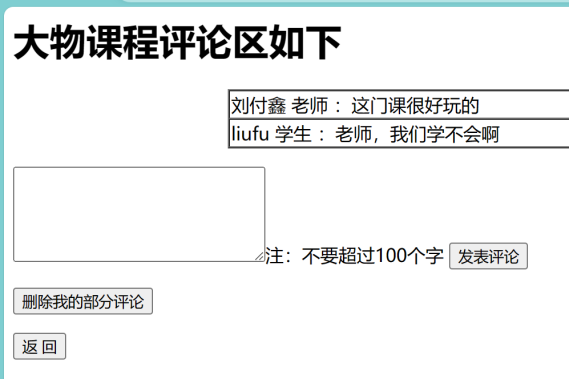 大物课程评论区如下
刘付鑫 老师 ：这门课很好玩的
liufu 学生 ：老师，我们学不会啊
注：不要超过100个字 发表评论
删除我的部分评论
返 回